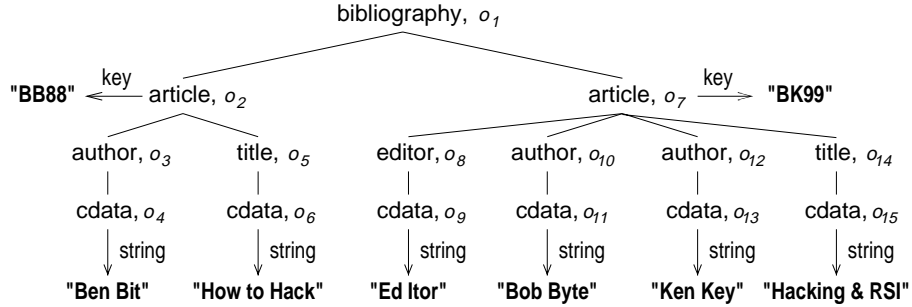 bibliography, o1
key key
"BB88" article, o2 article, o7 "BK99"
author, o3 title, o5 editor, o8 author, o10 author, o12 title, o14
cdata, o4 cdata, o6 cdata, o9 cdata, o11 cdata, o13 cdata, o15
string string string string string string
"Ben Bit" "How to Hack" "Ed Itor" "Bob Byte" "Ken Key" "Hacking & RSI"